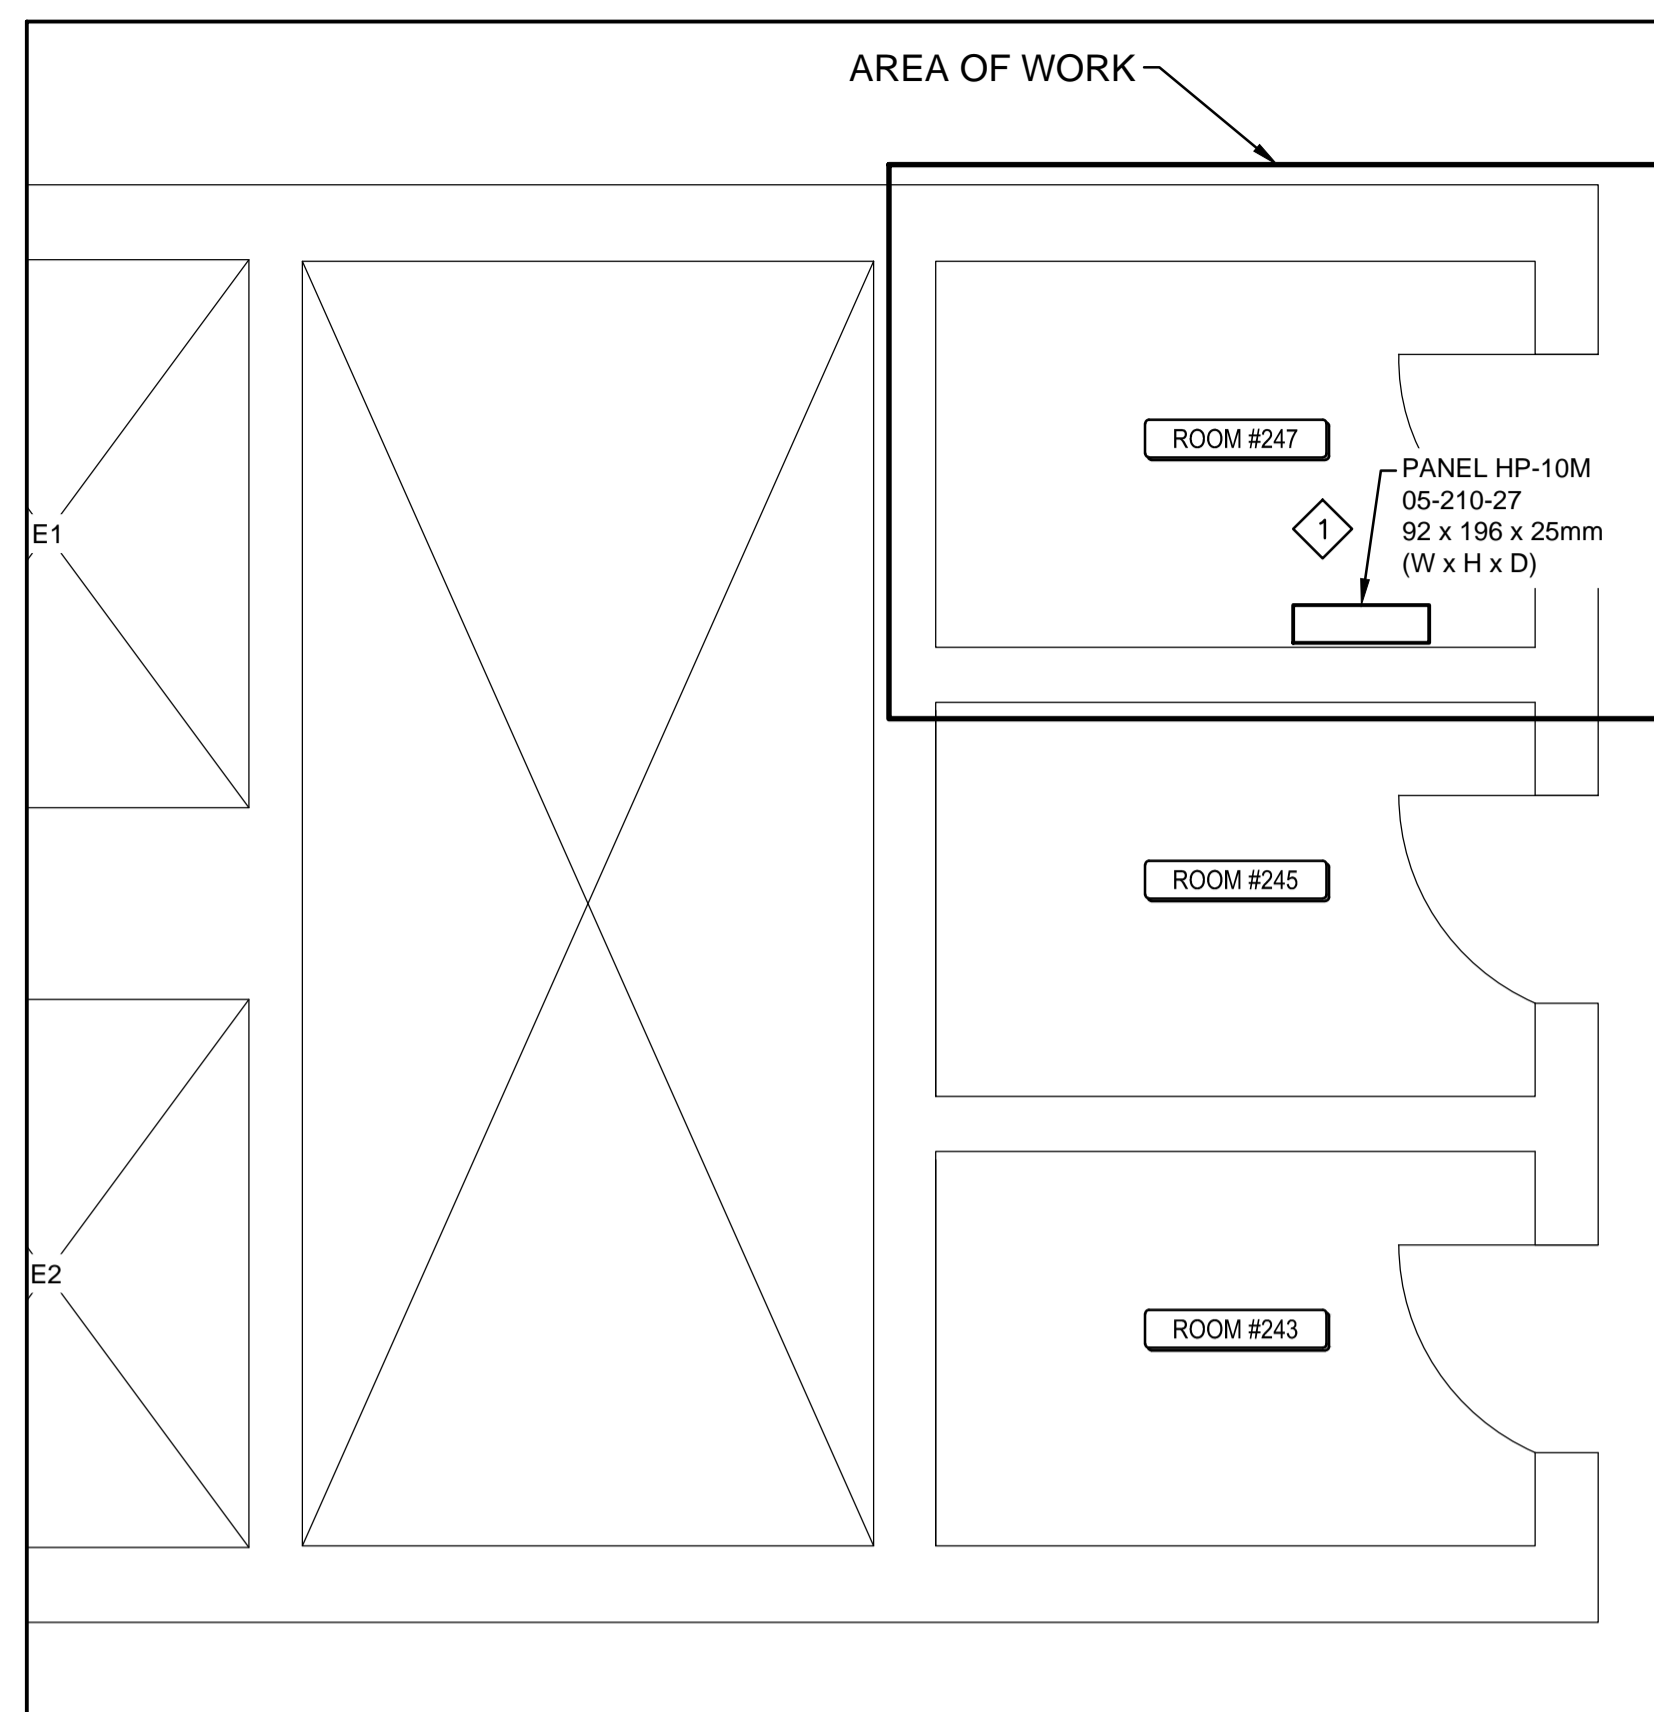 AREA OF WORK
ROOM #247
PANEL HP-10M
05-210-27
92 x 196 x 25mm
(W x H x D)
1
E1
ROOM #245
E2
ROOM #243